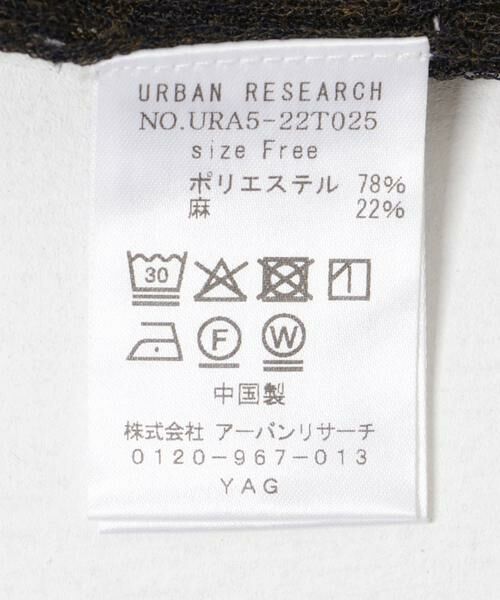 URBAN RESEARCH
NO.URA5-22T025
size Free
ポリエステル 78%
麻 22%
30
F W
中国製
株式会社 アーバンリサーチ
0120-967-013
YAG